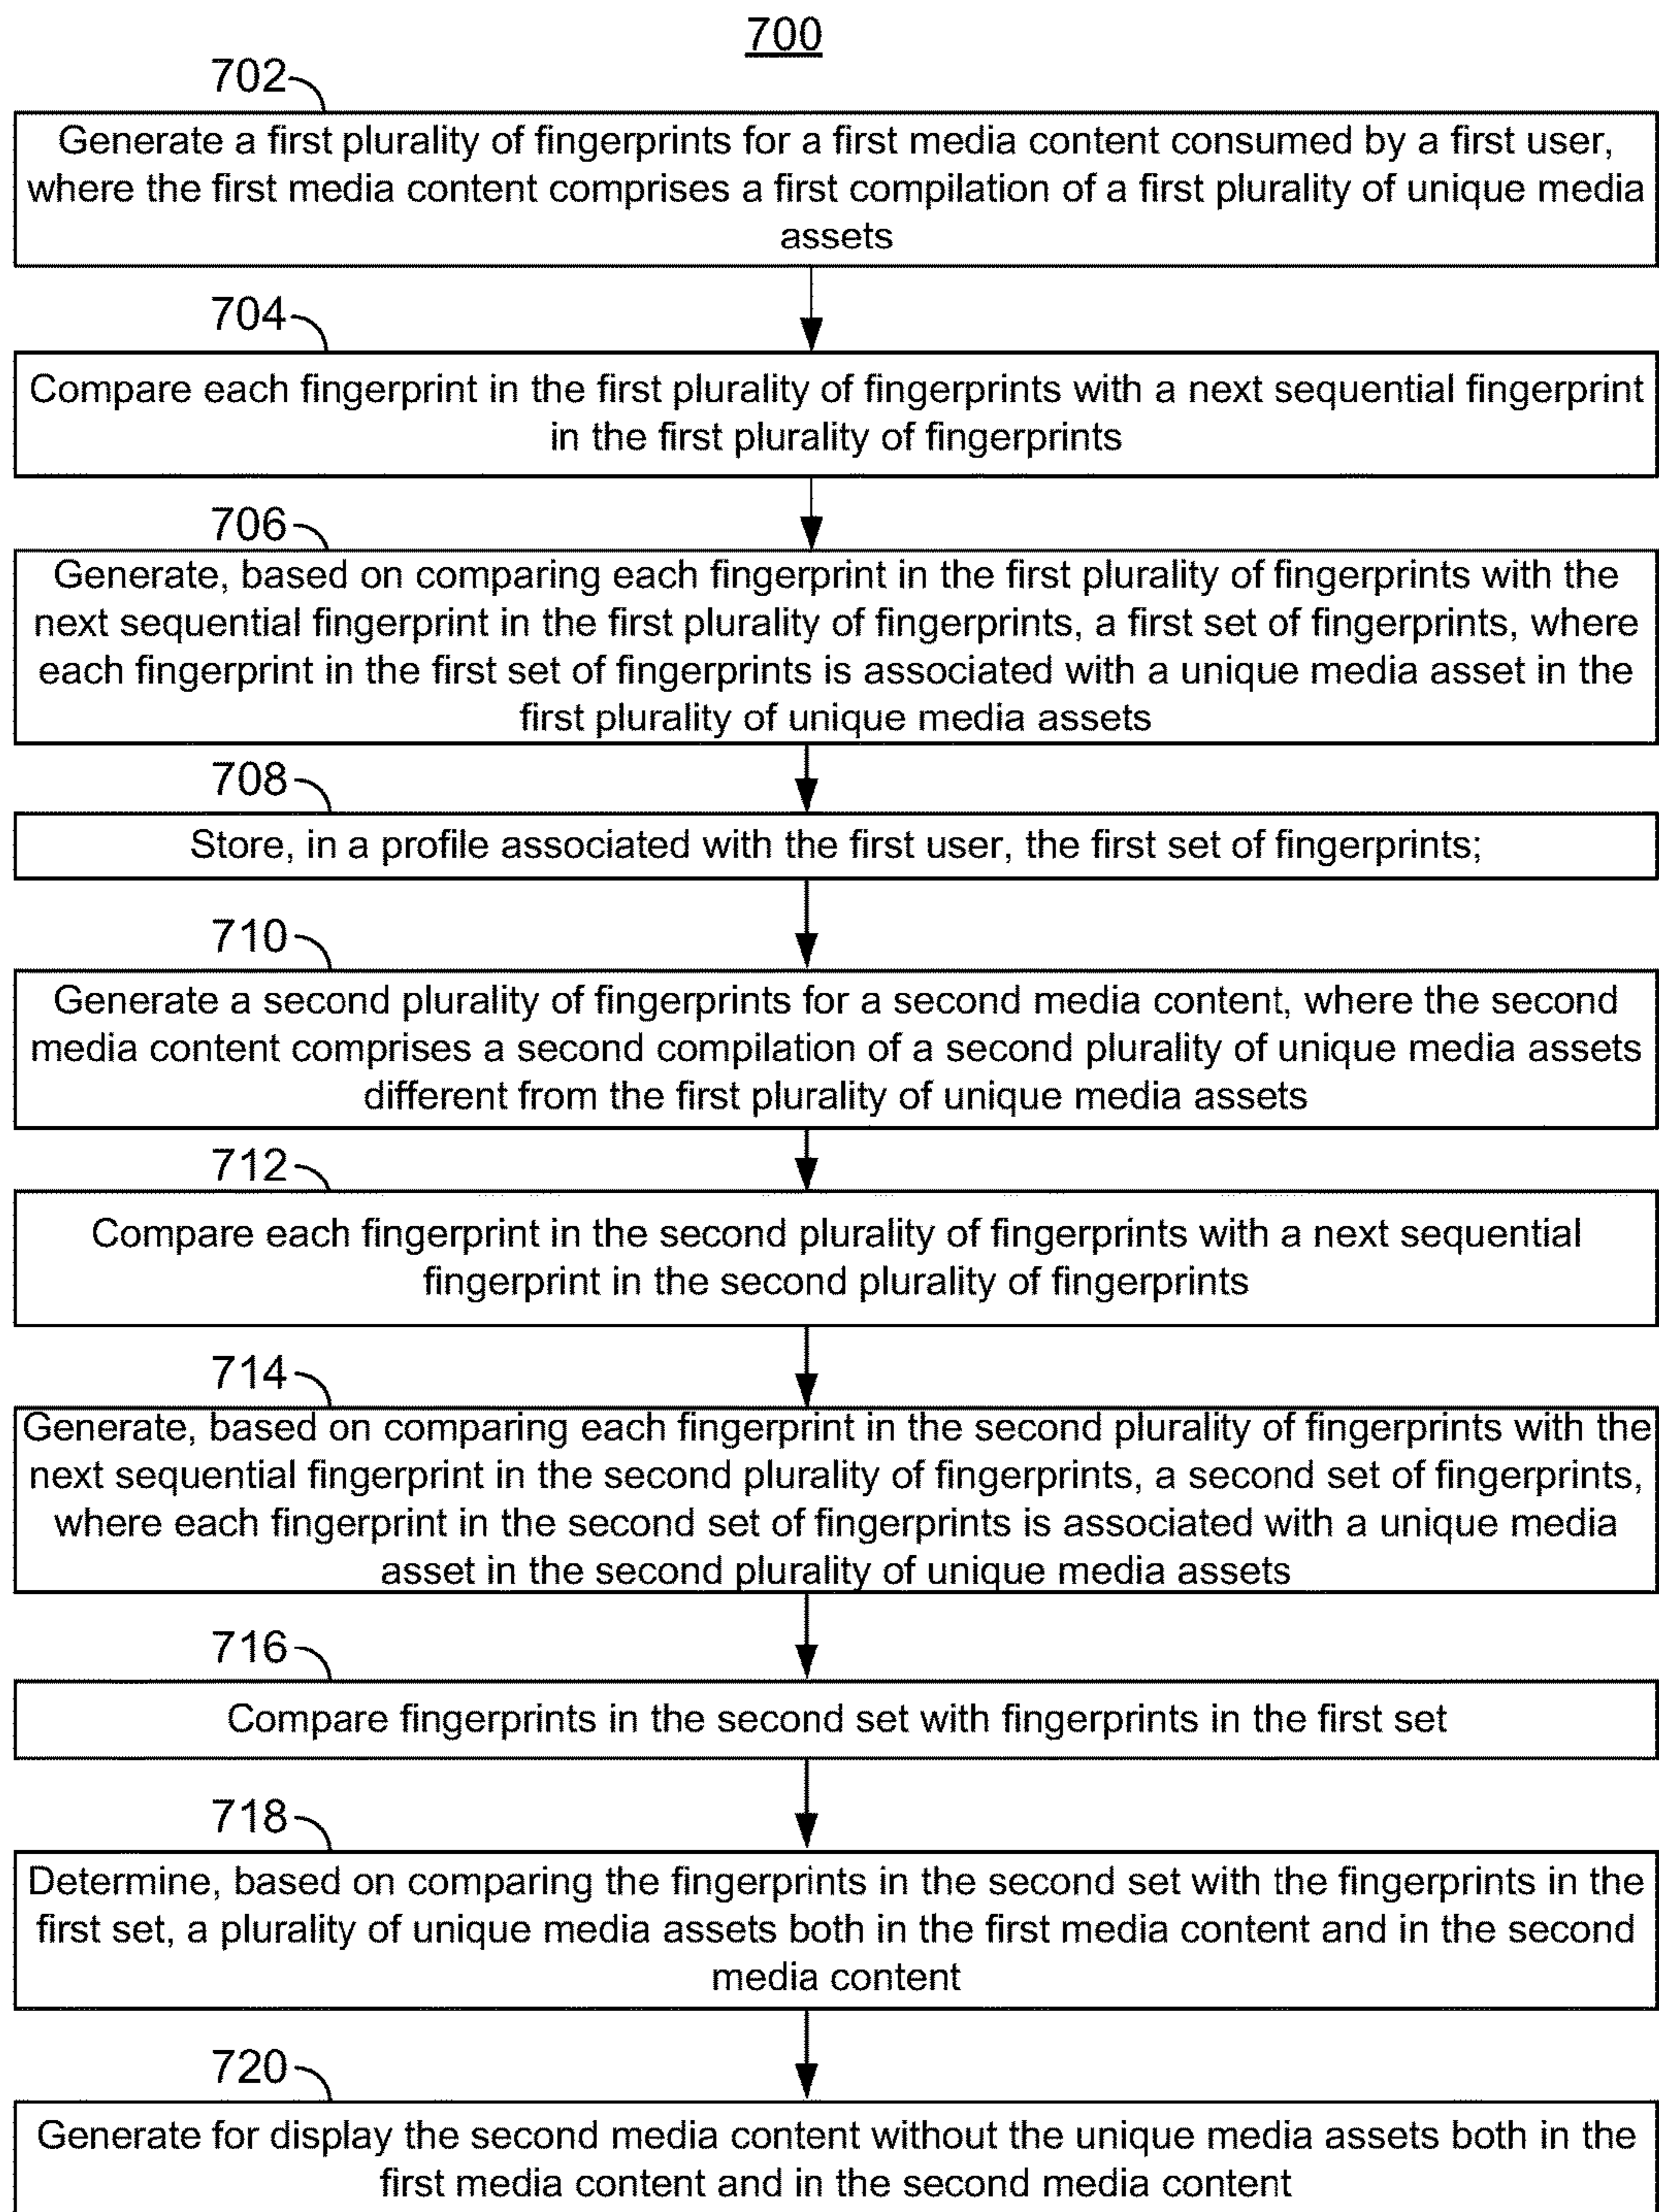 700
702
Generate a first plurality of fingerprints for a first media content consumed by a first user,
where the first media content comprises a first compilation of a first plurality of unique media
assets
704
Compare each fingerprint in the first plurality of fingerprints with a next sequential fingerprint
in the first plurality of fingerprints
706
Generate, based on comparing each fingerprint in the first plurality of fingerprints with the
next sequential fingerprint in the first plurality of fingerprints, a first set of fingerprints, where
each fingerprint in the first set of fingerprints is associated with a unique media asset in the
first plurality of unique media assets
708
Store, in a profile associated with the first user, the first set of fingerprints;
710
Generate a second plurality of fingerprints for a second media content, where the second
media content comprises a second compilation of a second plurality of unique media assets
different from the first plurality of unique media assets
712
Compare each fingerprint in the second plurality of fingerprints with a next sequential
fingerprint in the second plurality of fingerprints
714
Generate, based on comparing each fingerprint in the second plurality of fingerprints with the
next sequential fingerprint in the second plurality of fingerprints, a second set of fingerprints,
where each fingerprint in the second set of fingerprints is associated with a unique media
asset in the second plurality of unique media assets
716
Compare fingerprints in the second set with fingerprints in the first set
718
Determine, based on comparing the fingerprints in the second set with the fingerprints in the
first set, a plurality of unique media assets both in the first media content and in the second
media content
720
Generate for display the second media content without the unique media assets both in the
first media content and in the second media content